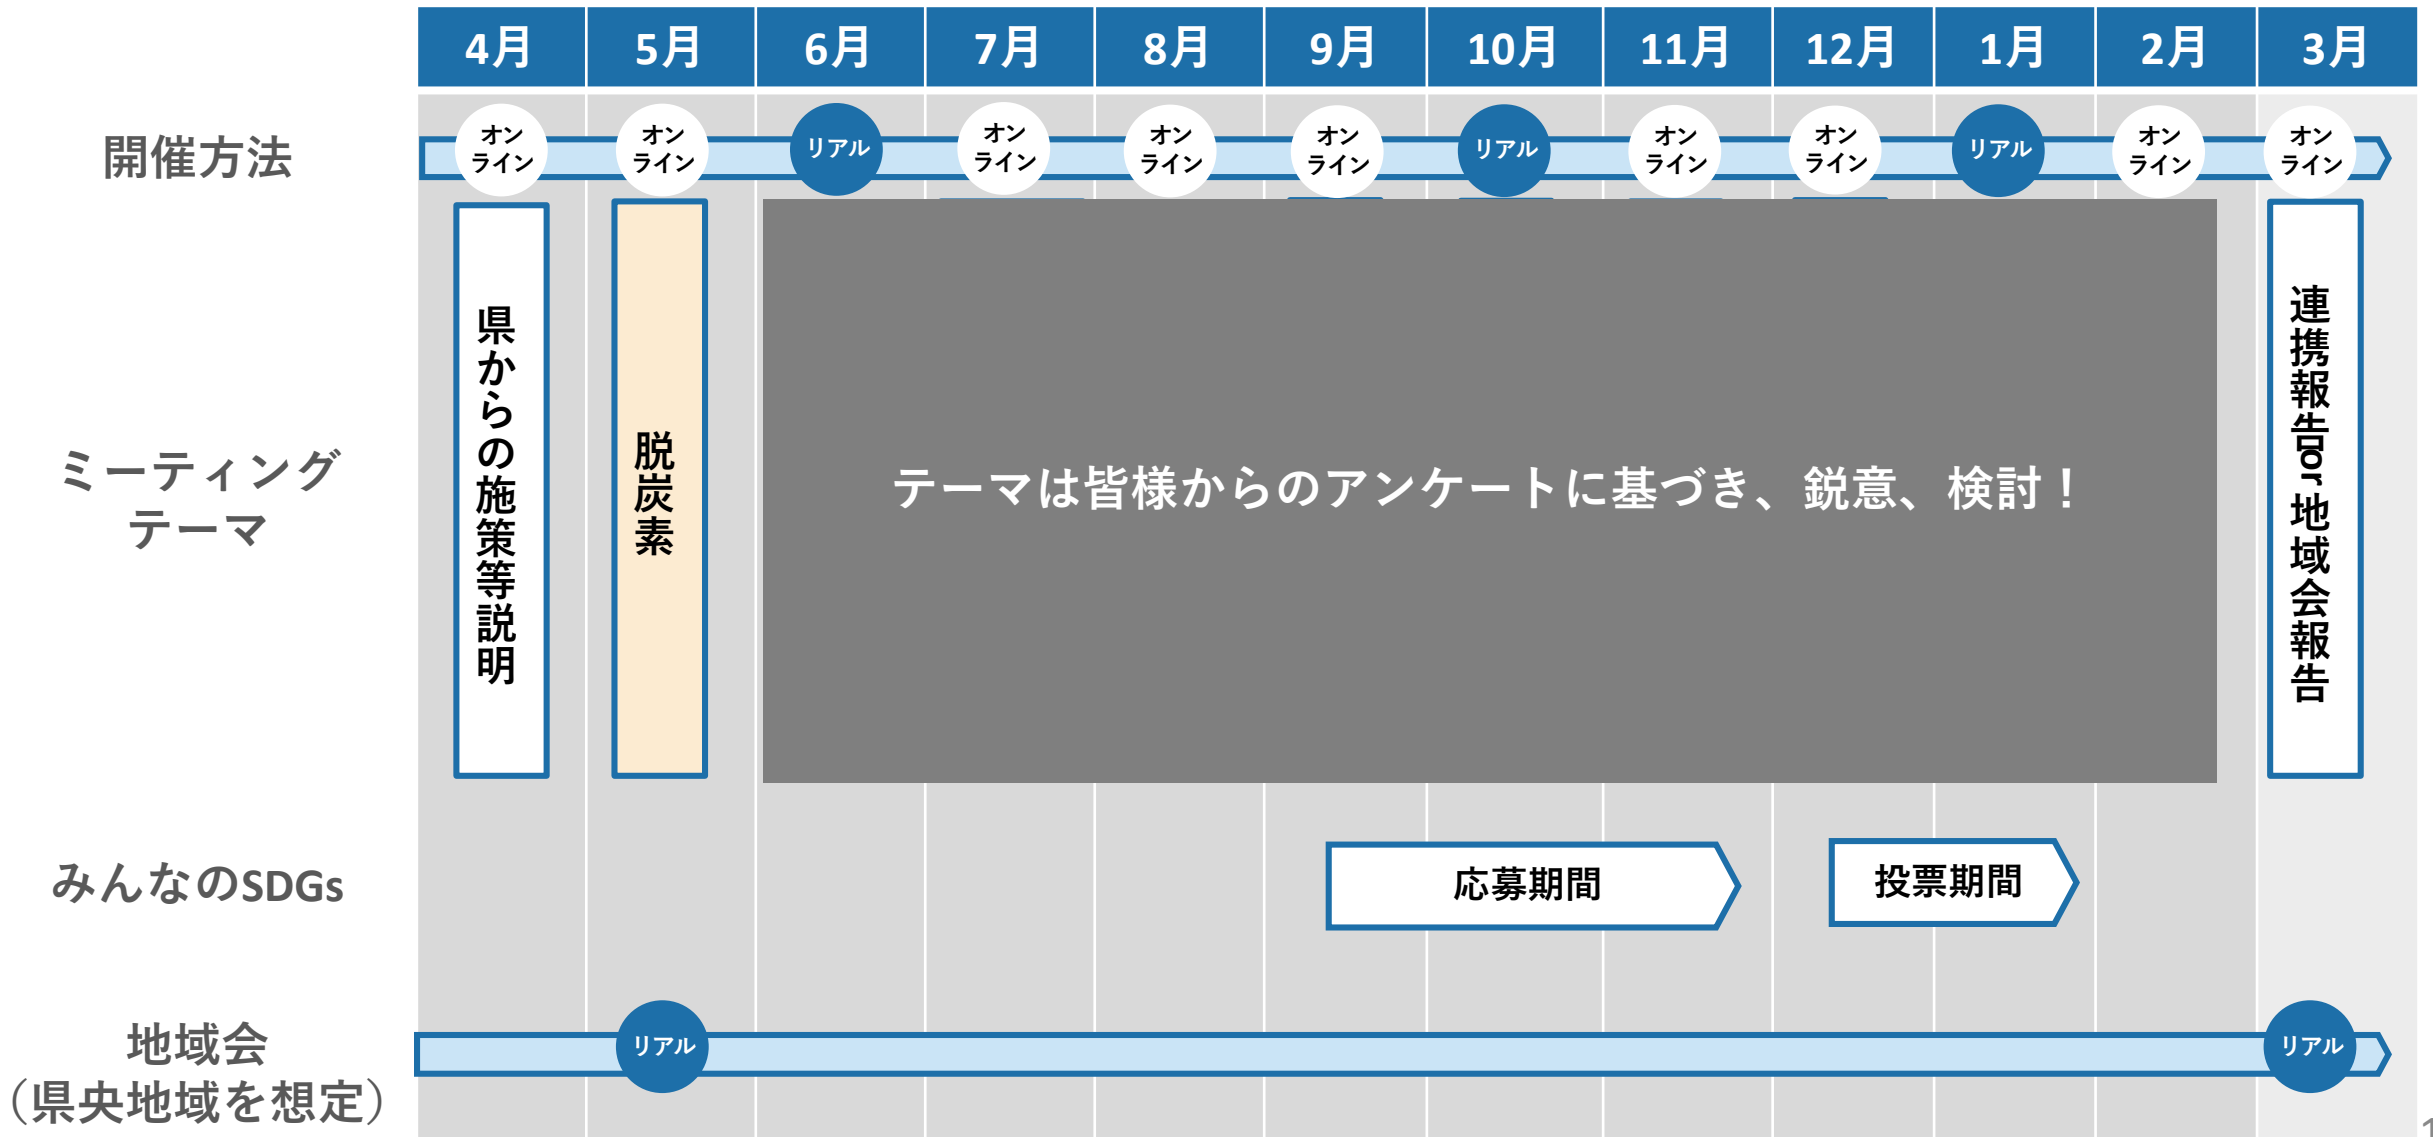 4月 5月 6月 7月 8月 9月 10月 11月 12月 1月 2月 3月
開催方法
オン
ライン
オン
ライン
リアル
オン
ライン
オン
ライン
オン
ライン
リアル
オン
ライン
オン
ライン
リアル
オン
ライン
オン
ライン
ミーティング
テーマ
県からの施策等説明
脱炭素
テーマは皆様からのアンケートに基づき、鋭意、検討！
連携報告or地域会報告
みんなのSDGs
応募期間
投票期間
地域会
（県央地域を想定）
リアル
リアル